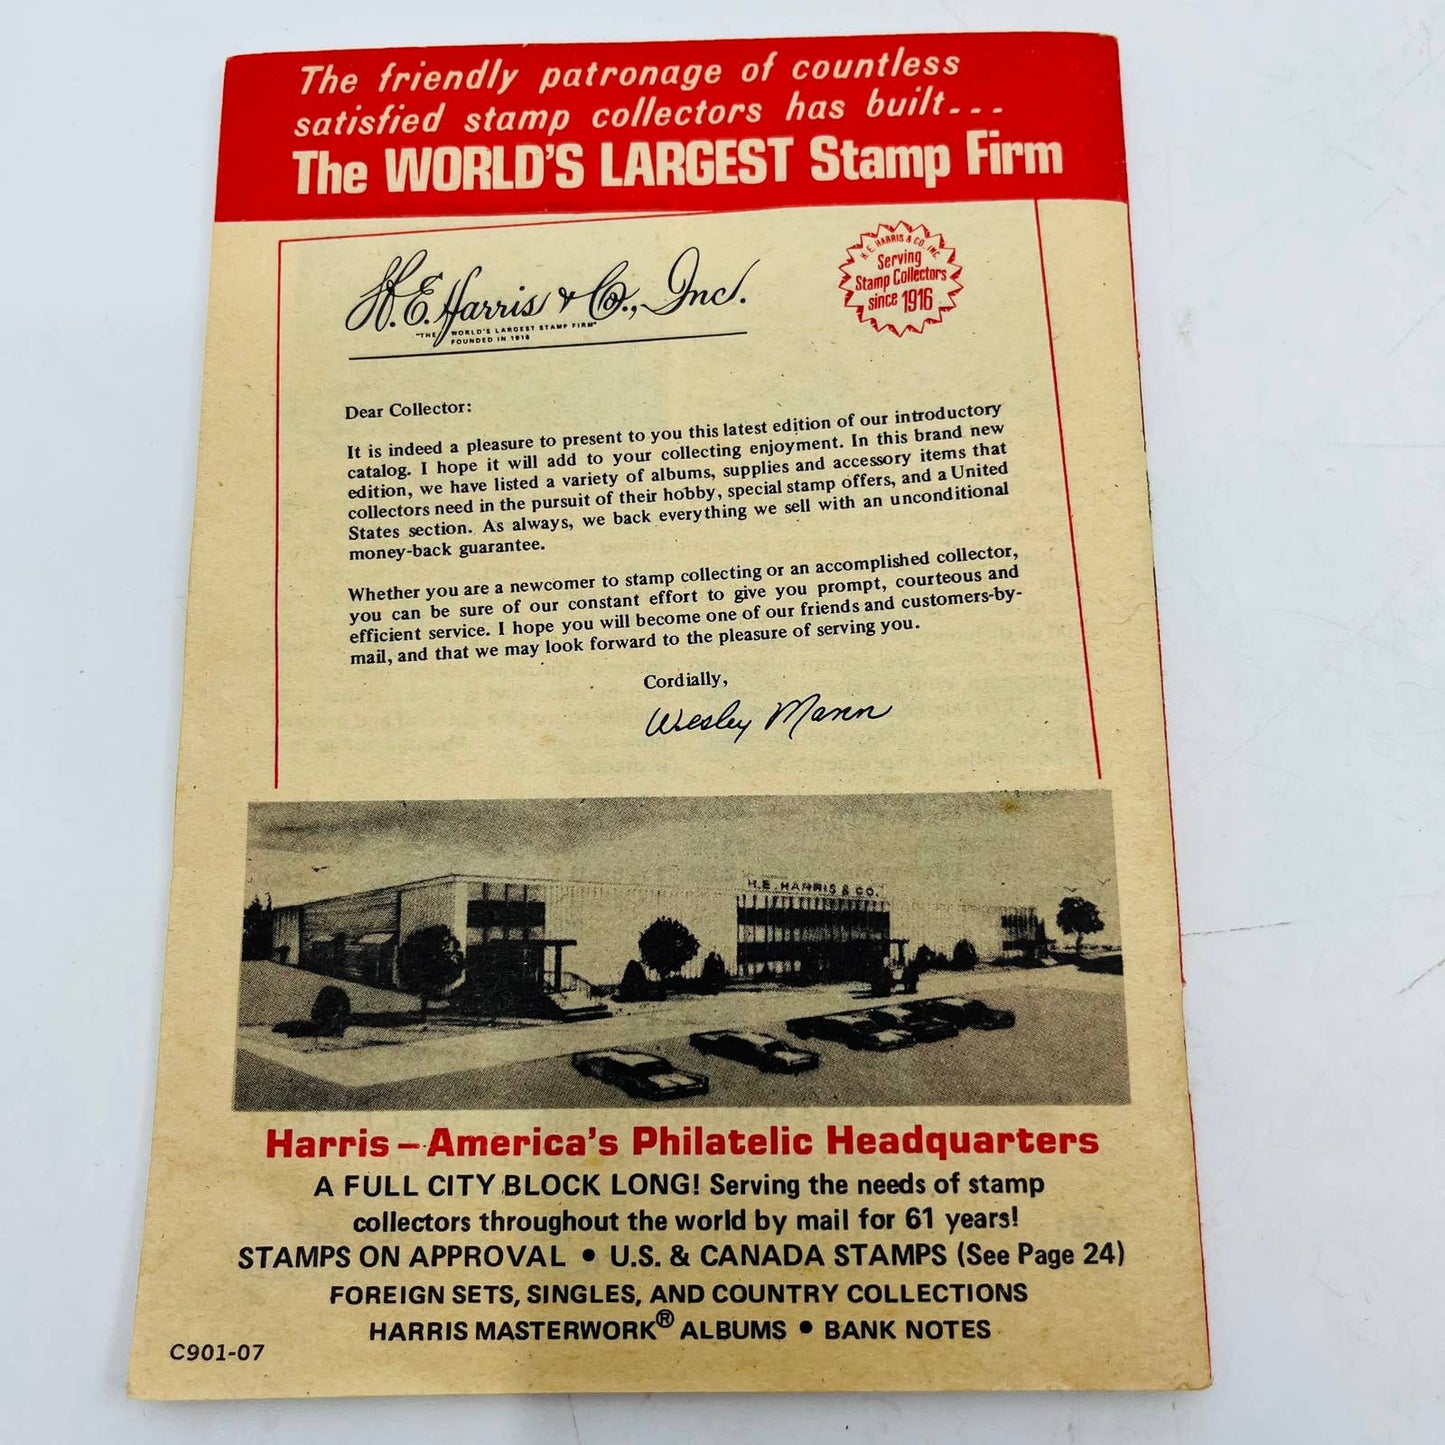 The friendly patronage of countless
satisfied stamp collectors has built...
The WORLD'S LARGEST Stamp Firm
H. E. Harris & Co., Inc.
"THE WORLD'S LARGEST STAMP FIRM"
FOUNDED IN 1916
H. E. HARRIS & CO. INC.
Serving
Stamp Collectors
since 1916
Dear Collector:
It is indeed a pleasure to present to you this latest edition of our introductory
catalog. I hope it will add to your collecting enjoyment. In this brand new
edition, we have listed a variety of albums, supplies and accessory items that
collectors need in the pursuit of their hobby, special stamp offers, and a United
States section. As always, we back everything we sell with an unconditional
money-back guarantee.
Whether you are a newcomer to stamp collecting or an accomplished collector,
you can be sure of our constant effort to give you prompt, courteous and
efficient service. I hope you will become one of our friends and customers-by-
mail, and that we may look forward to the pleasure of serving you.
Cordially,
Wesley Mann
H.E. HARRIS & CO.
Harris – America's Philatelic Headquarters
A FULL CITY BLOCK LONG! Serving the needs of stamp
collectors throughout the world by mail for 61 years!
STAMPS ON APPROVAL • U.S. & CANADA STAMPS (See Page 24)
FOREIGN SETS, SINGLES, AND COUNTRY COLLECTIONS
HARRIS MASTERWORK® ALBUMS • BANK NOTES
C901-07